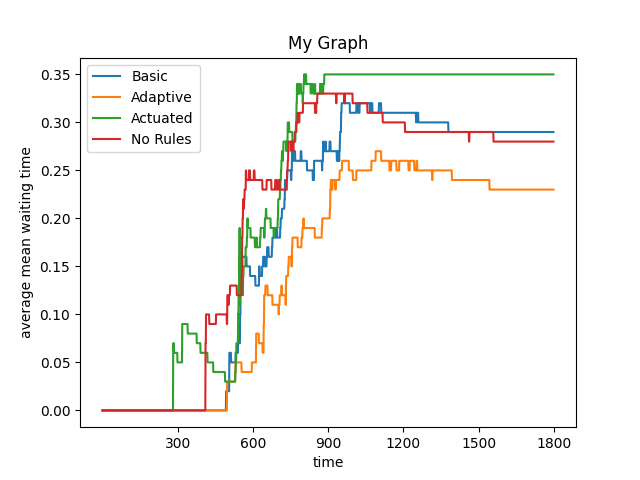 My Graph
Basic
Adaptive
Actuated
No Rules
average mean waiting time
0.35
0.30
0.25
0.20
0.15
0.10
0.05
0.00
300 600 900 1200 1500 1800
time